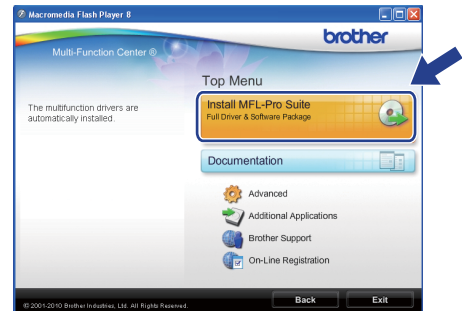 Macromedia Flash Player 8
brother
Multi-Function Center ®
Top Menu
The multifunction drivers are
automatically installed.
Install MFL-Pro Suite
Full Driver & Software Package
Documentation
Advanced
Additional Applications
Brother Support
On-Line Registration
© 2001-2010 Brother Industries, Ltd. All Rights Reserved.
Back
Exit